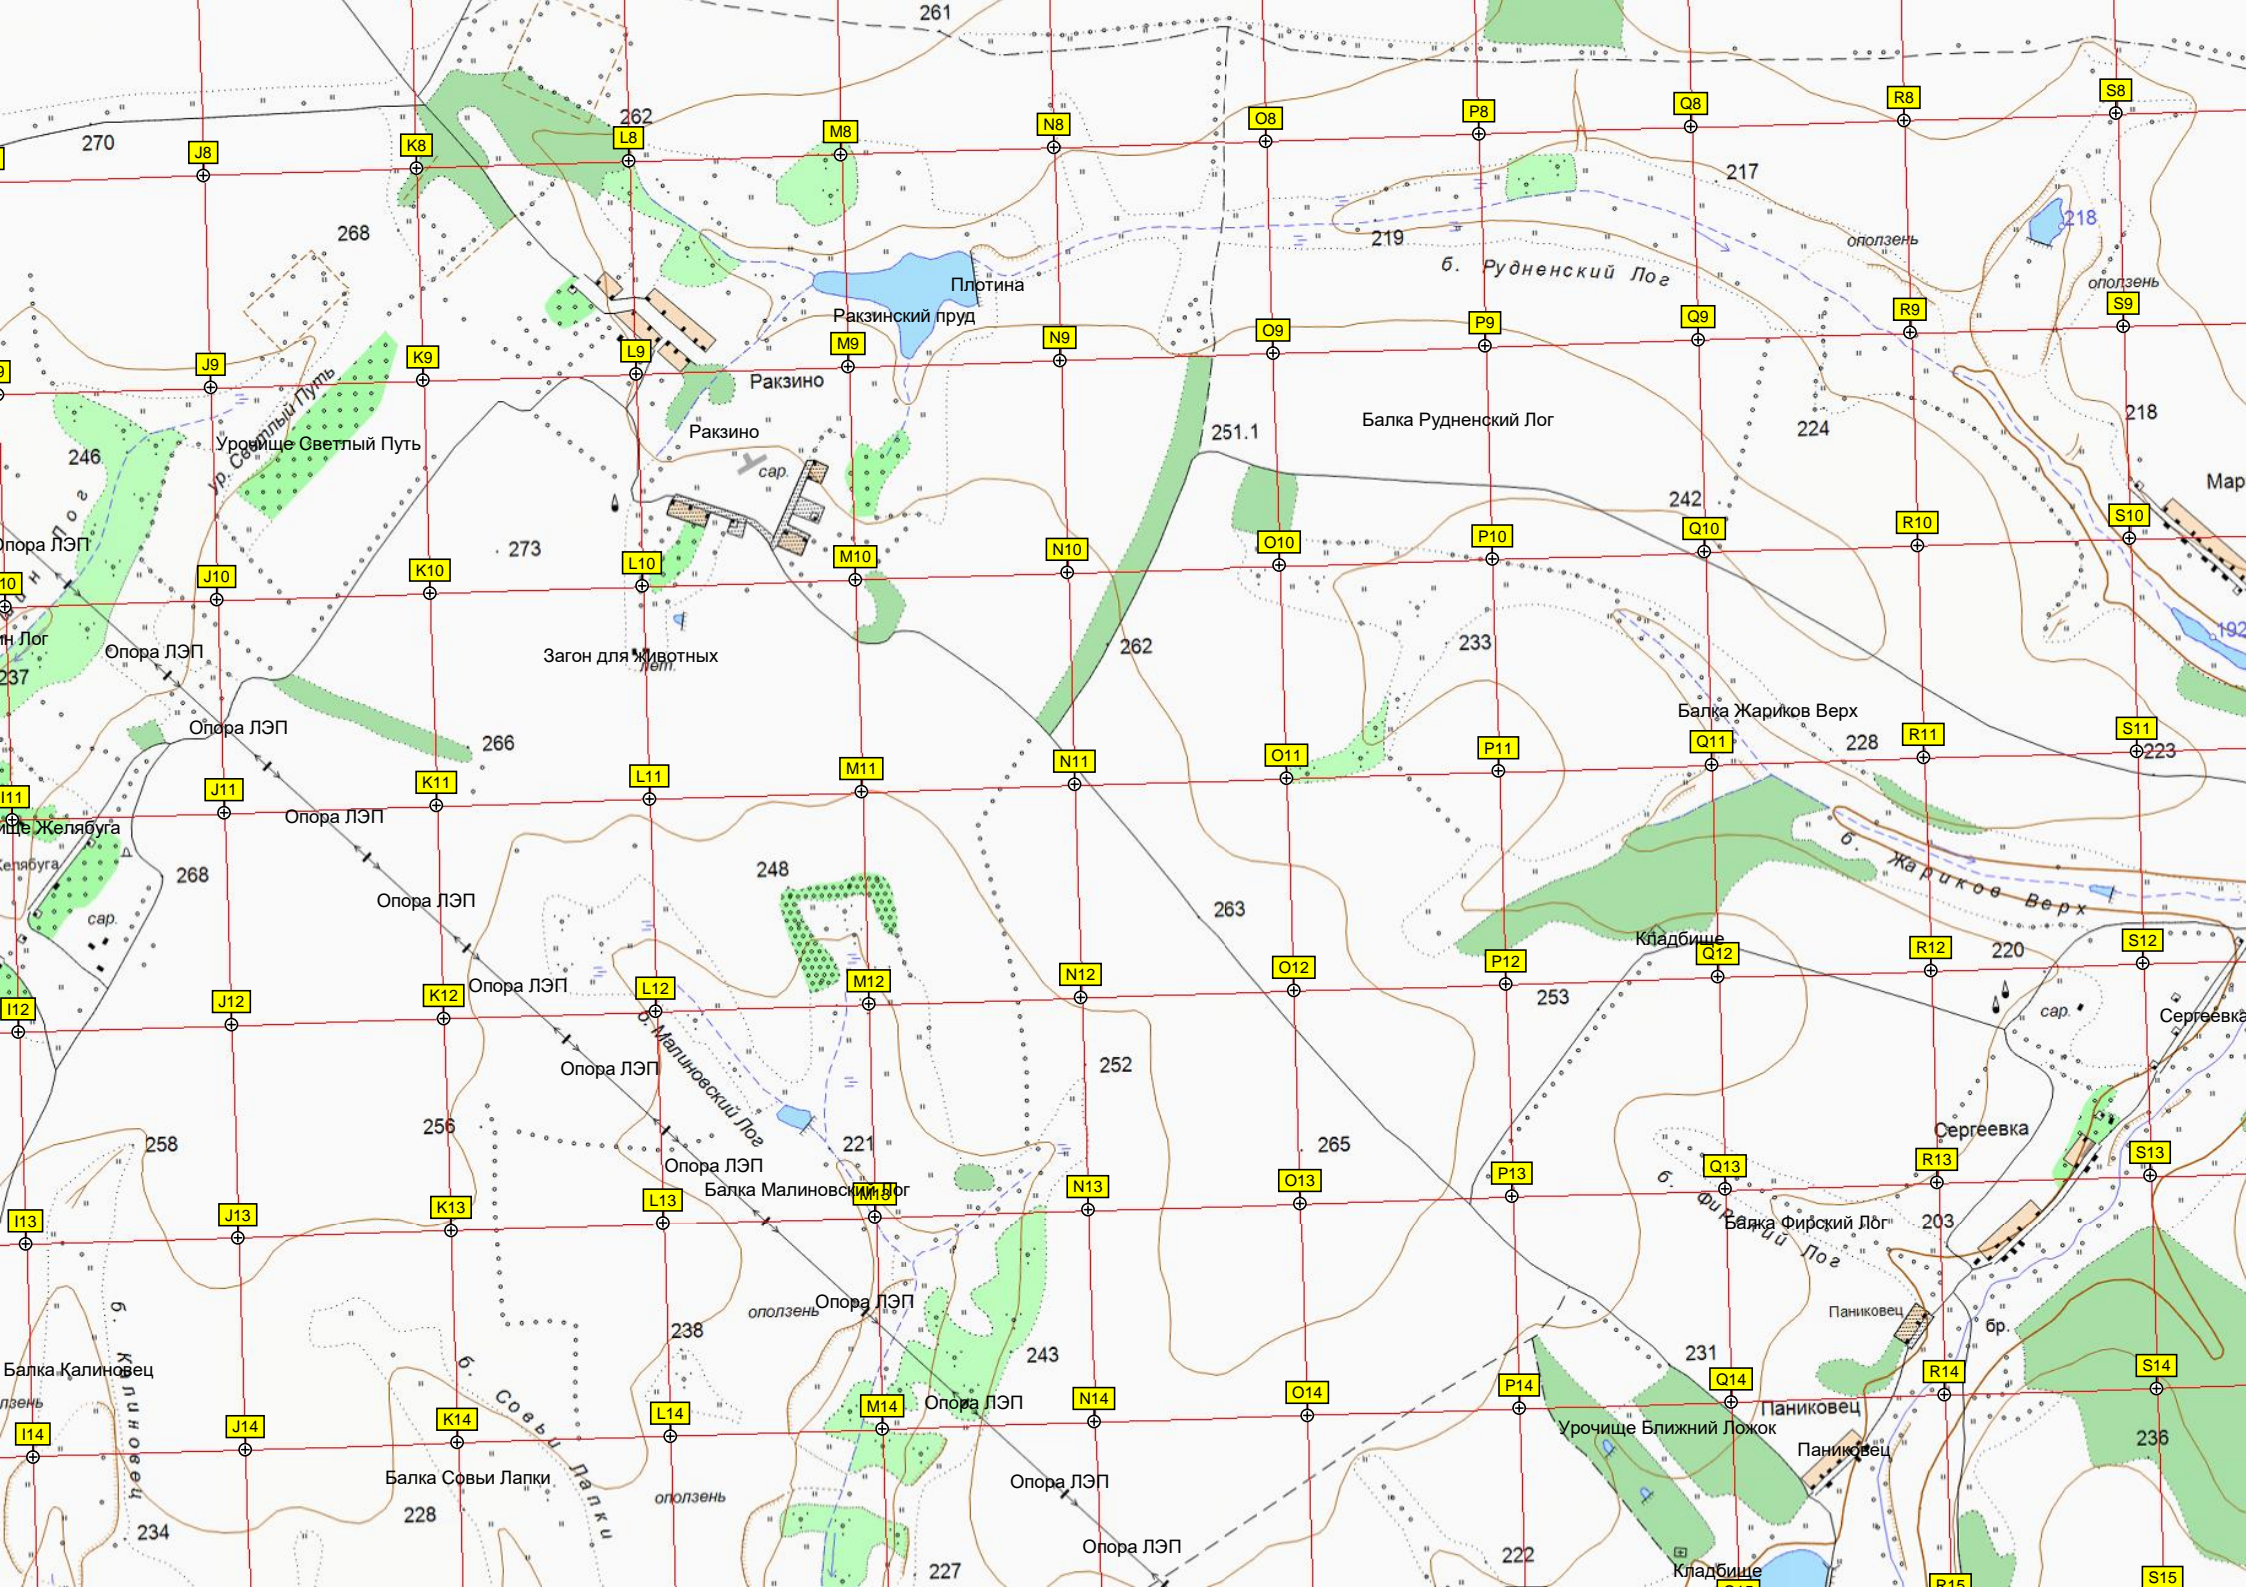 261
262
270
J8
K8
L8
M8
N8
O8
P8
Q8
R8
S8
217
268
219
218
б. Рудненский Лог
оползень
оползень
Плотина
Ракзинский пруд
J9
K9
L9
M9
N9
O9
P9
Q9
R9
S9
Ракзино
Ракзино
ур. Светлый Путь
Урочище Светлый Путь
246
251.1
Балка Рудненский Лог
224
218
сар.
Мар
242
273
Опора ЛЭП
J10
K10
L10
M10
N10
O10
P10
Q10
R10
S10
192
237
Опора ЛЭП
Загон для животных
лет.
262
233
Опора ЛЭП
266
Балка Жариков Верх
228
223
I11
J11
K11
L11
M11
N11
O11
P11
Q11
R11
S11
Опора ЛЭП
268
248
сар.
Опора ЛЭП
263
б. Жариков Верх
Кладбище
220
I12
J12
K12
L12
M12
N12
O12
P12
Q12
R12
S12
Опора ЛЭП
253
сар.
Сергеевка
б. Малиновский Лог
Опора ЛЭП
252
256
258
221
265
Сергеевка
Опора ЛЭП
Балка Малиновский Лог
б. Фирский Лог
Балка Фирский Лог
203
I13
J13
K13
L13
M13
N13
O13
P13
Q13
R13
S13
оползень
Опора ЛЭП
Паниковец
бр.
238
243
231
Балка Калиновец
б. Калиновец
б. Совьи Лапки
Опора ЛЭП
I14
J14
K14
L14
M14
N14
O14
P14
Q14
R14
S14
Паниковец
Урочище Ближний Ложок
Паниковец
236
Балка Совьи Лапки
Опора ЛЭП
оползень
228
234
Опора ЛЭП
222
227
Кладбище
R15
S15